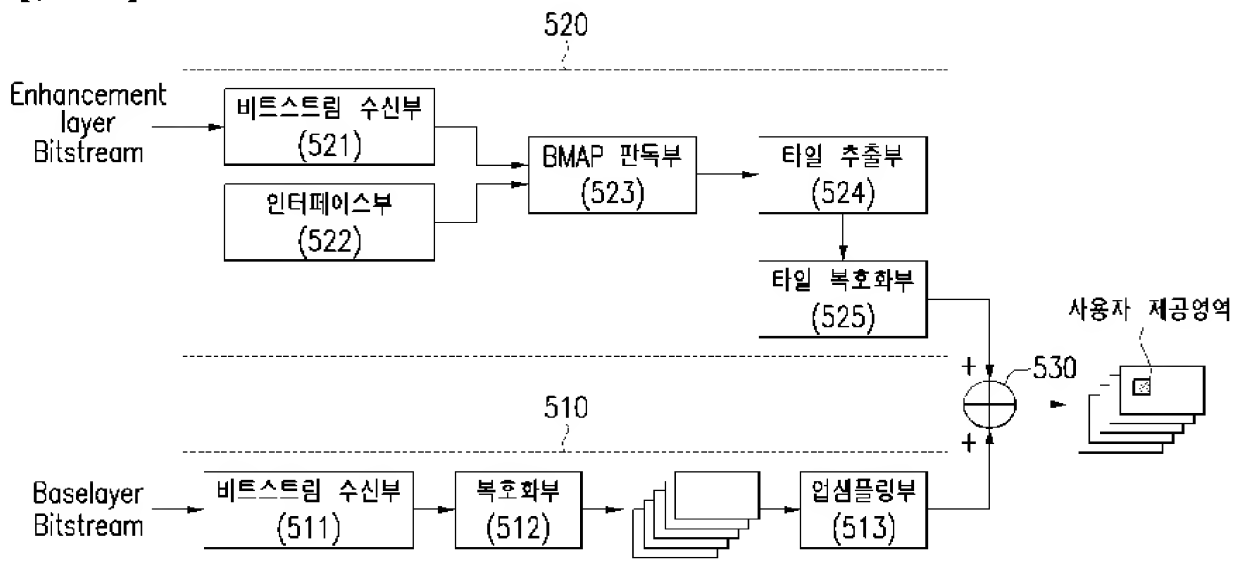 520
Enhancement
layer
Bitstream
비트스트림 수신부
(521)
인터페이스부
(522)
BMAP 판독부
(523)
타일 추출부
(524)
타일 복호화부
(525)
사용자 제공영역
+
530
+
510
Baselayer
Bitstream
비트스트림 수신부
(511)
복호화부
(512)
업샘플링부
(513)